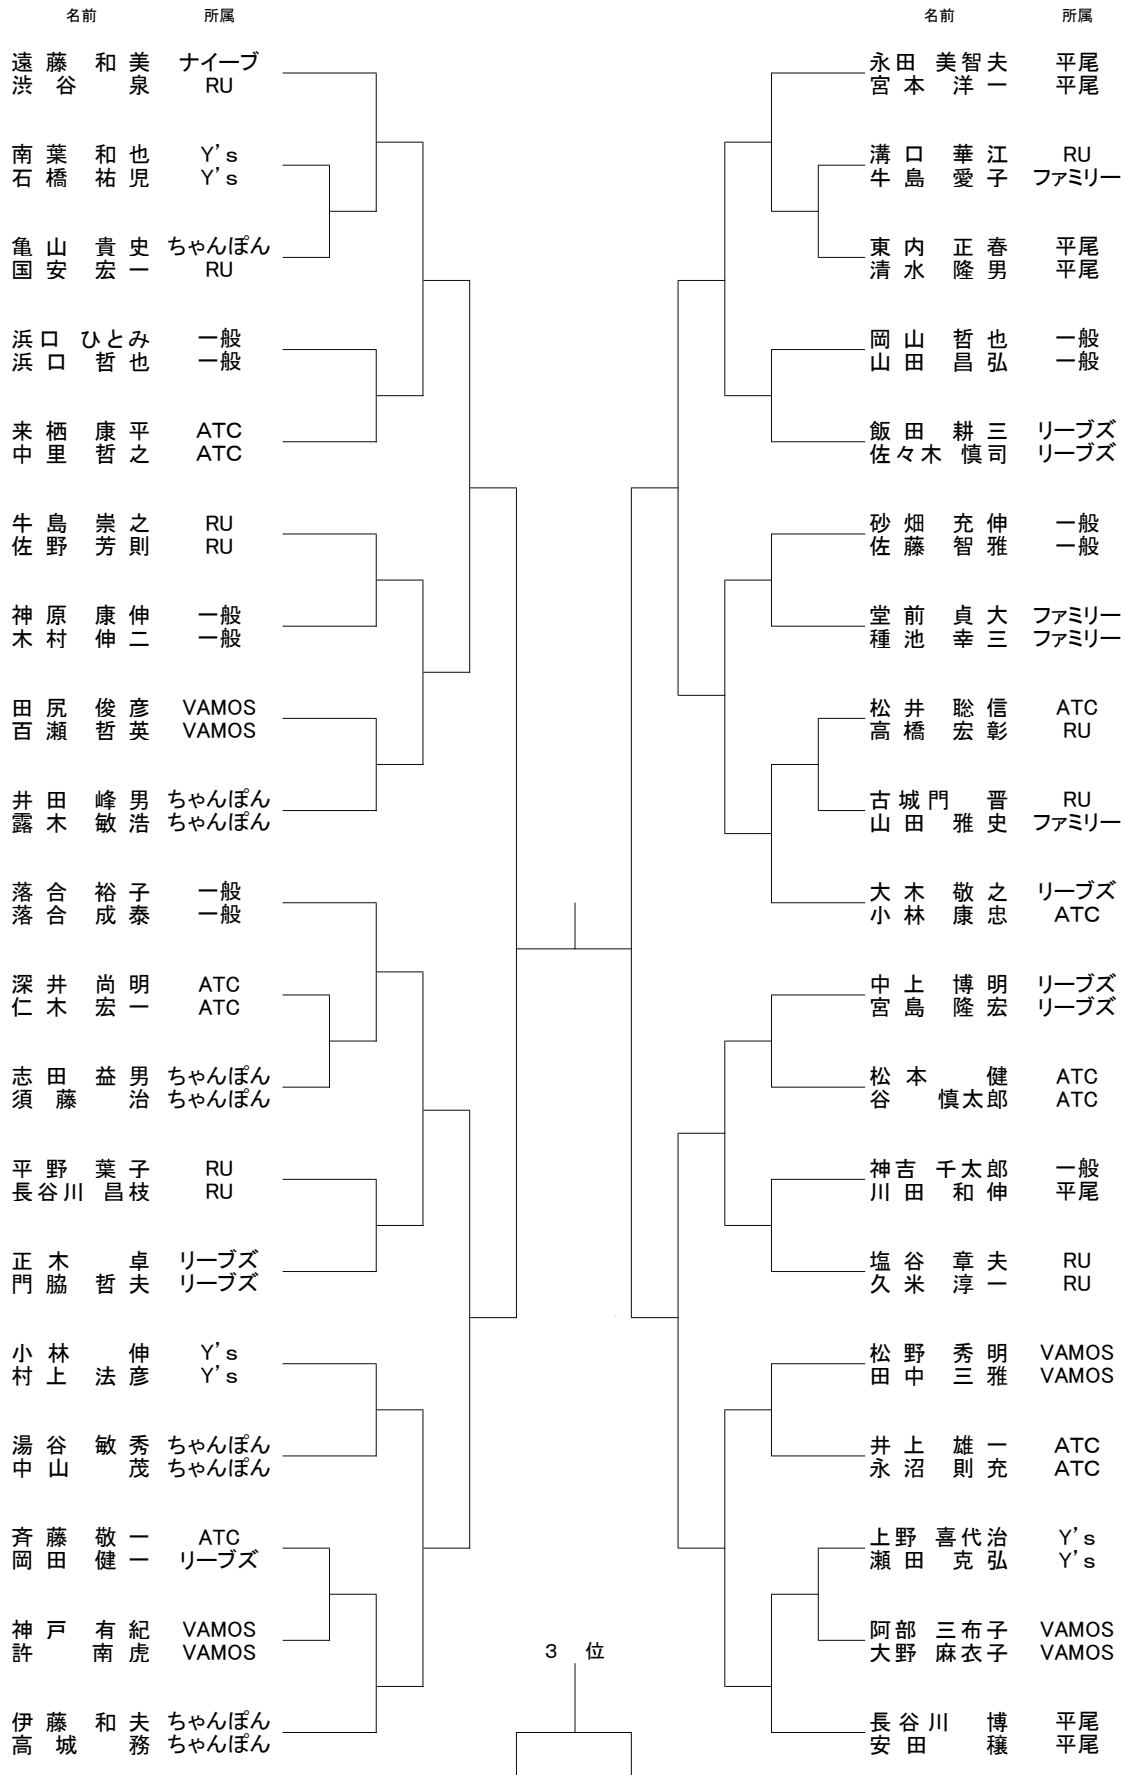 名前 所属
遠藤 和美 ナイーブ
渋谷 泉 RU
南葉 和也 Y's
石橋 祐児 Y's
亀山 貴史 ちゃんぽん
国安 宏一 RU
浜口 ひとみ 一般
浜口 哲也 一般
来栖 康平 ATC
中里 哲之 ATC
牛島 崇之 RU
佐野 芳則 RU
神原 康伸 一般
木村 伸二 一般
田尻 俊彦 VAMOS
百瀬 哲英 VAMOS
井田 峰男 ちゃんぽん
露木 敏浩 ちゃんぽん
落合 裕子 一般
落合 成泰 一般
深井 尚明 ATC
仁木 宏一 ATC
志田 益男 ちゃんぽん
須藤 治 ちゃんぽん
平野 葉子 RU
長谷川 昌枝 RU
正木 卓 リーブズ
門脇 哲夫 リーブズ
小林 伸 Y's
村上 法彦 Y's
湯谷 敏秀 ちゃんぽん
中山 茂 ちゃんぽん
斉藤 敬一 ATC
岡田 健一 リーブズ
神戸 有紀 VAMOS
許 南虎 VAMOS
伊藤 和夫 ちゃんぽん
高城 務 ちゃんぽん
3 位
名前 所属
永田 美智夫 平尾
宮本 洋一 平尾
溝口 華江 RU
牛島 愛子 ファミリー
東内 正春 平尾
清水 隆男 平尾
岡山 哲也 一般
山田 昌弘 一般
飯田 耕三 リーブズ
佐々木 慎司 リーブズ
砂畑 充伸 一般
佐藤 智雅 一般
堂前 貞大 ファミリー
種池 幸三 ファミリー
松井 聡信 ATC
高橋 宏彰 RU
古城門 晋 RU
山田 雅史 ファミリー
大木 敬之 リーブズ
小林 康忠 ATC
中上 博明 リーブズ
宮島 隆宏 リーブズ
松本 健 ATC
谷 慎太郎 ATC
神吉 千太郎 一般
川田 和伸 平尾
塩谷 章夫 RU
久米 淳一 RU
松野 秀明 VAMOS
田中 三雅 VAMOS
井上 雄一 ATC
永沼 則充 ATC
上野 喜代治 Y's
瀬田 克弘 Y's
阿部 三布子 VAMOS
大野 麻衣子 VAMOS
長谷川 博 平尾
安田 穣 平尾